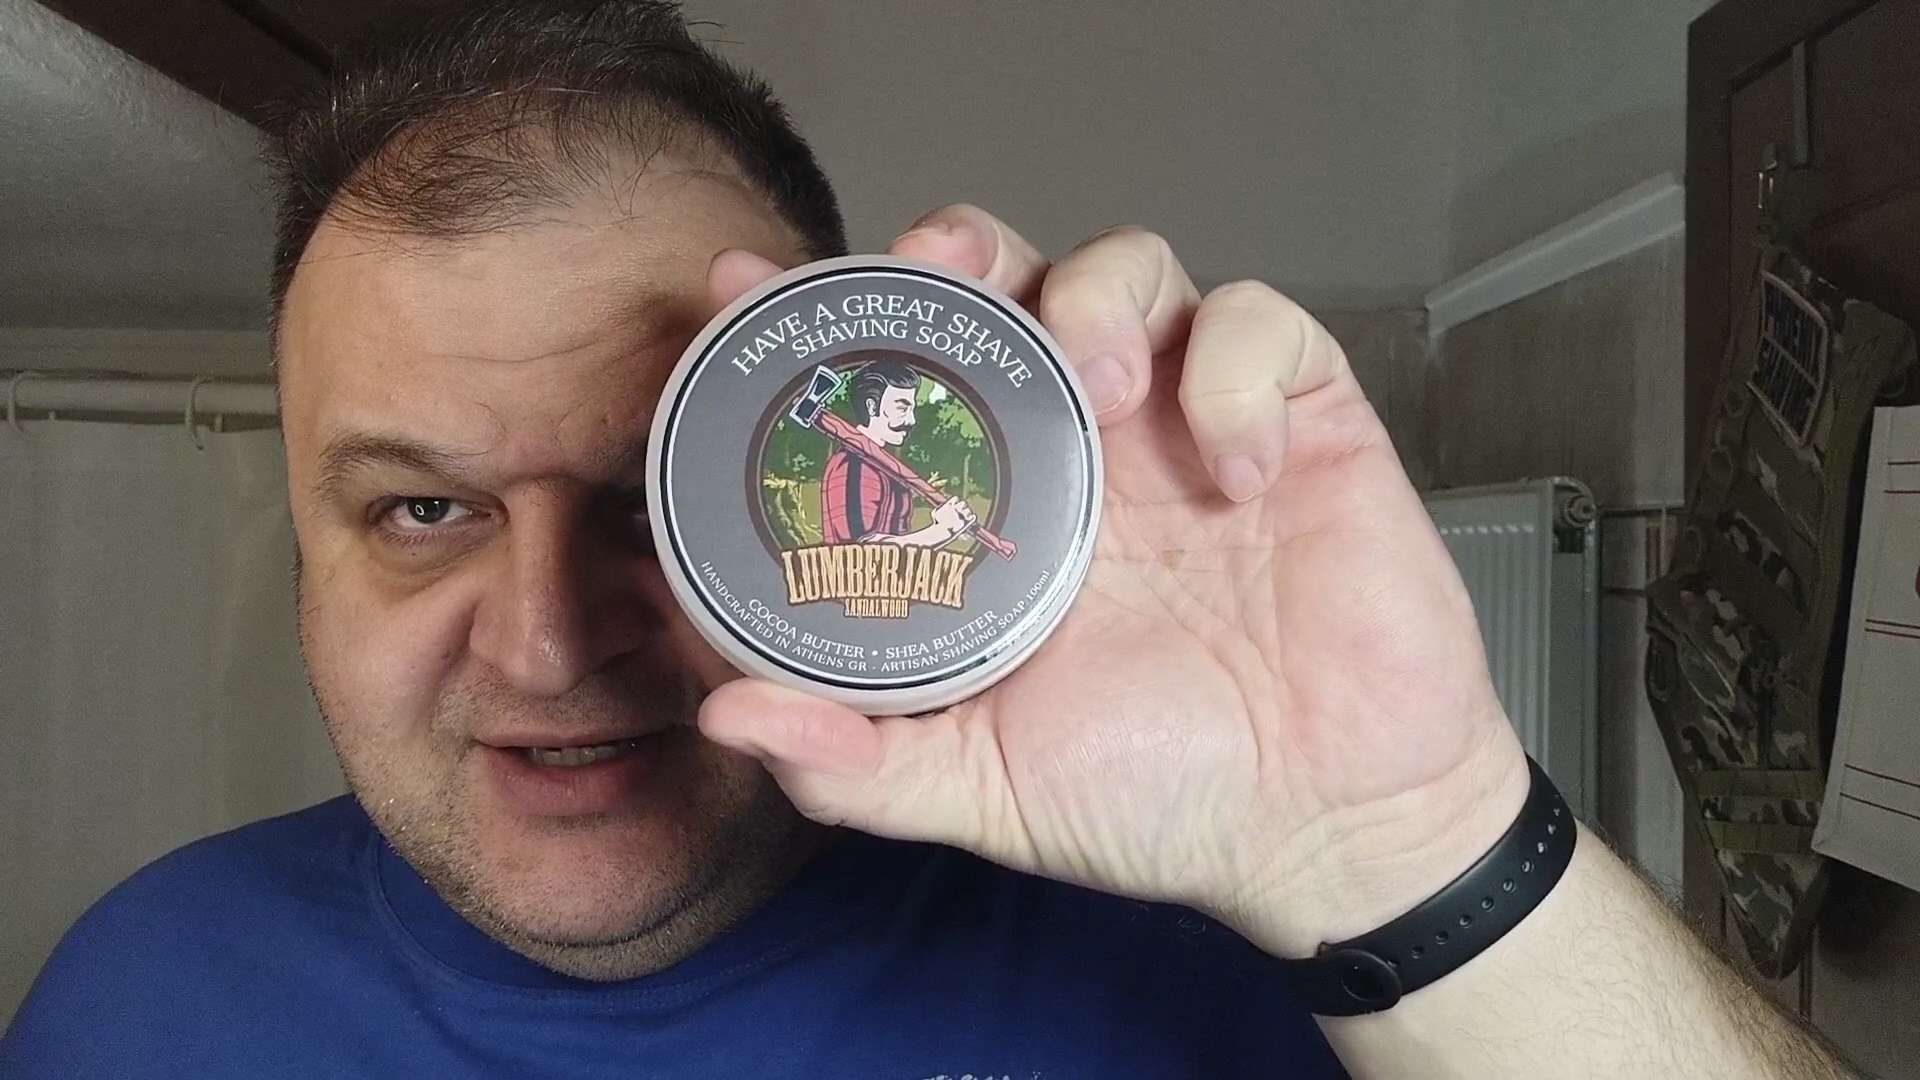 HAVE A GREAT SHAVE
SHAVING SOAP
LUMBERJACK
SANDALWOOD
COCOA BUTTER • SHEA BUTTER
HANDCRAFTED IN ATHENS GR - ARTISAN SHAVING SOAP 100ml